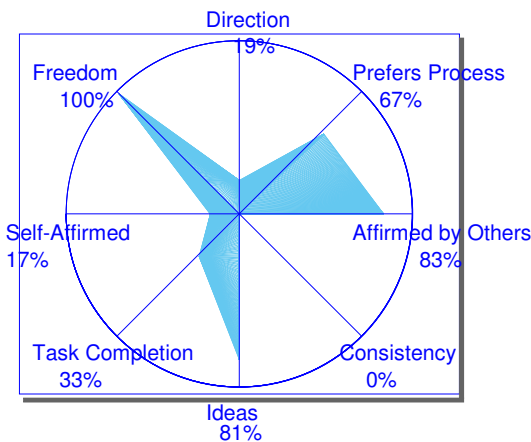 Direction
19%
Freedom
100%
Prefers Process
67%
Self-Affirmed
17%
Affirmed by Others
83%
Task Completion
33%
Consistency
0%
Ideas
81%